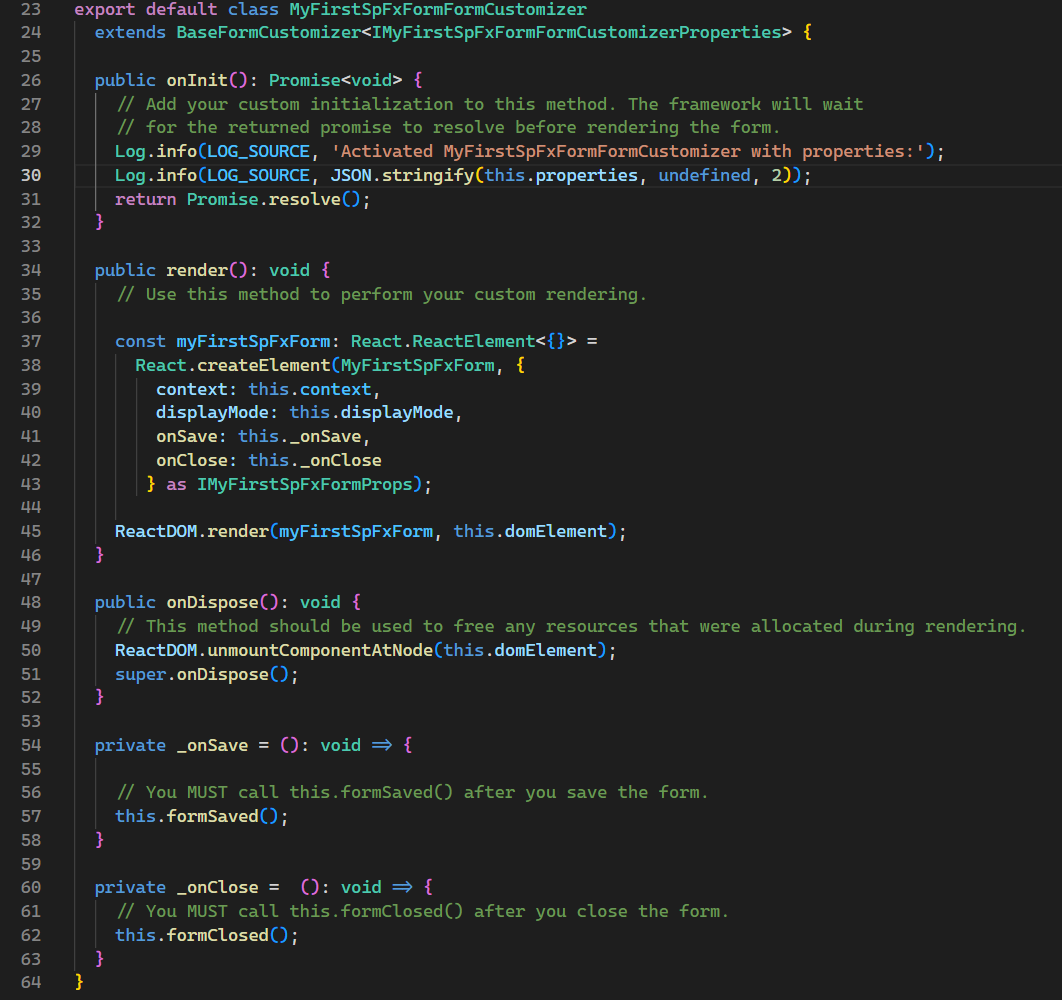 23 export default class MyFirstSpFxFormFormCustomizer
24   extends BaseFormCustomizer<IMyFirstSpFxFormFormCustomizerProperties> {
25
26   public onInit(): Promise<void> {
27     // Add your custom initialization to this method. The framework will wait
28     // for the returned promise to resolve before rendering the form.
29     Log.info(LOG_SOURCE, 'Activated MyFirstSpFxFormFormCustomizer with properties:');
30     Log.info(LOG_SOURCE, JSON.stringify(this.properties, undefined, 2));
31     return Promise.resolve();
32   }
33
34   public render(): void {
35     // Use this method to perform your custom rendering.
36
37     const myFirstSpFxForm: React.ReactElement<{}> =
38       React.createElement(MyFirstSpFxForm, {
39         context: this.context,
40         displayMode: this.displayMode,
41         onSave: this._onSave,
42         onClose: this._onClose
43        } as IMyFirstSpFxFormProps);
44
45     ReactDOM.render(myFirstSpFxForm, this.domElement);
46   }
47
48   public onDispose(): void {
49     // This method should be used to free any resources that were allocated during rendering.
50     ReactDOM.unmountComponentAtNode(this.domElement);
51     super.onDispose();
52   }
53
54   private _onSave = (): void => {
55
56     // You MUST call this.formSaved() after you save the form.
57     this.formSaved();
58   }
59
60   private _onClose =  (): void => {
61     // You MUST call this.formClosed() after you close the form.
62     this.formClosed();
63   }
64 }